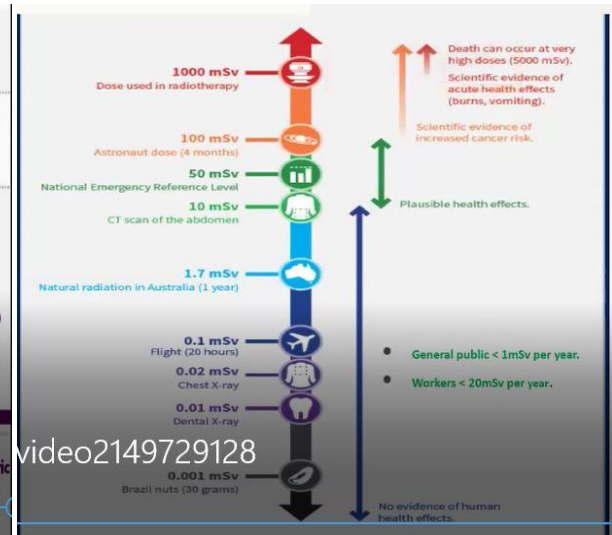 1000 mSv
Dose used in radiotherapy
100 mSv
Astronaut dose (4 months)
50 mSv
National Emergency Reference Level
10 mSv
CT scan of the abdomen
1.7 mSv
Natural radiation in Australia (1 year)
0.1 mSv
Flight (20 hours)
0.02 mSv
Chest X-ray
0.01 mSv
Dental X-ray
0.001 mSv
Brazil nuts (30 grams)
Death can occur at very
high doses (5000 mSv).
Scientific evidence of
acute health effects
(burns, vomiting).
Scientific evidence of
increased cancer risk.
Plausible health effects.
• General public < 1mSv per year.
• Workers < 20mSv per year.
No evidence of human
health effects.
video2149729128